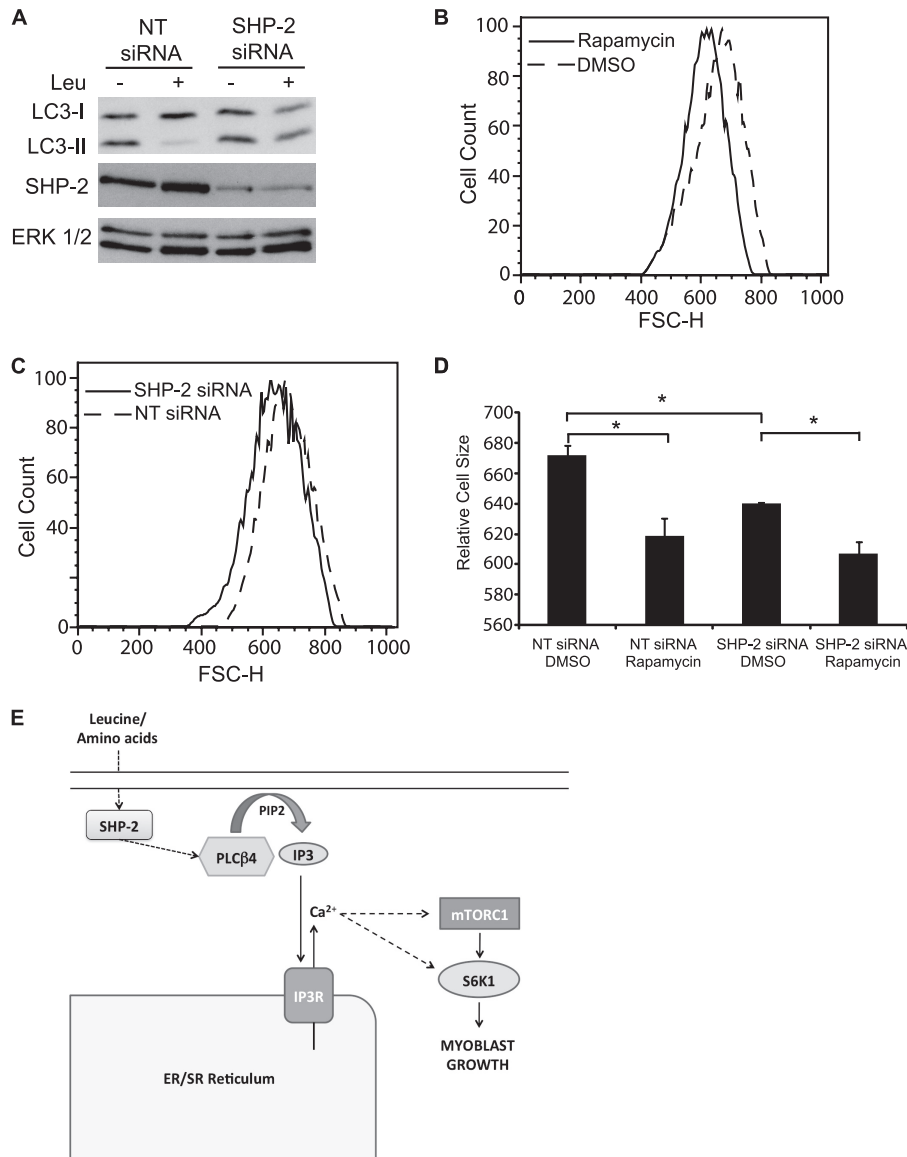 A
NT
siRNA
SHP-2
siRNA
Leu - + - +
LC3-I
LC3-II
SHP-2
ERK 1/2
B
Rapamycin
DMSO
Cell Count
100
80
60
40
20
0
0 200 400 600 800 1000
FSC-H
C
SHP-2 siRNA
NT siRNA
Cell Count
100
80
60
40
0
0 200 400 600 800 1000
FSC-H
D
Relative Cell Size
700
680
660
640
620
600
580
560
* * *
NT siRNA
DMSO
NT siRNA
Rapamycin
SHP-2 siRNA
DMSO
SHP-2 siRNA
Rapamycin
E
Leucine/
Amino acids
SHP-2
PIP2
PLCβ4
IP3
Ca²⁺
mTORC1
S6K1
IP3R
MYOBLAST
GROWTH
ER/SR Reticulum